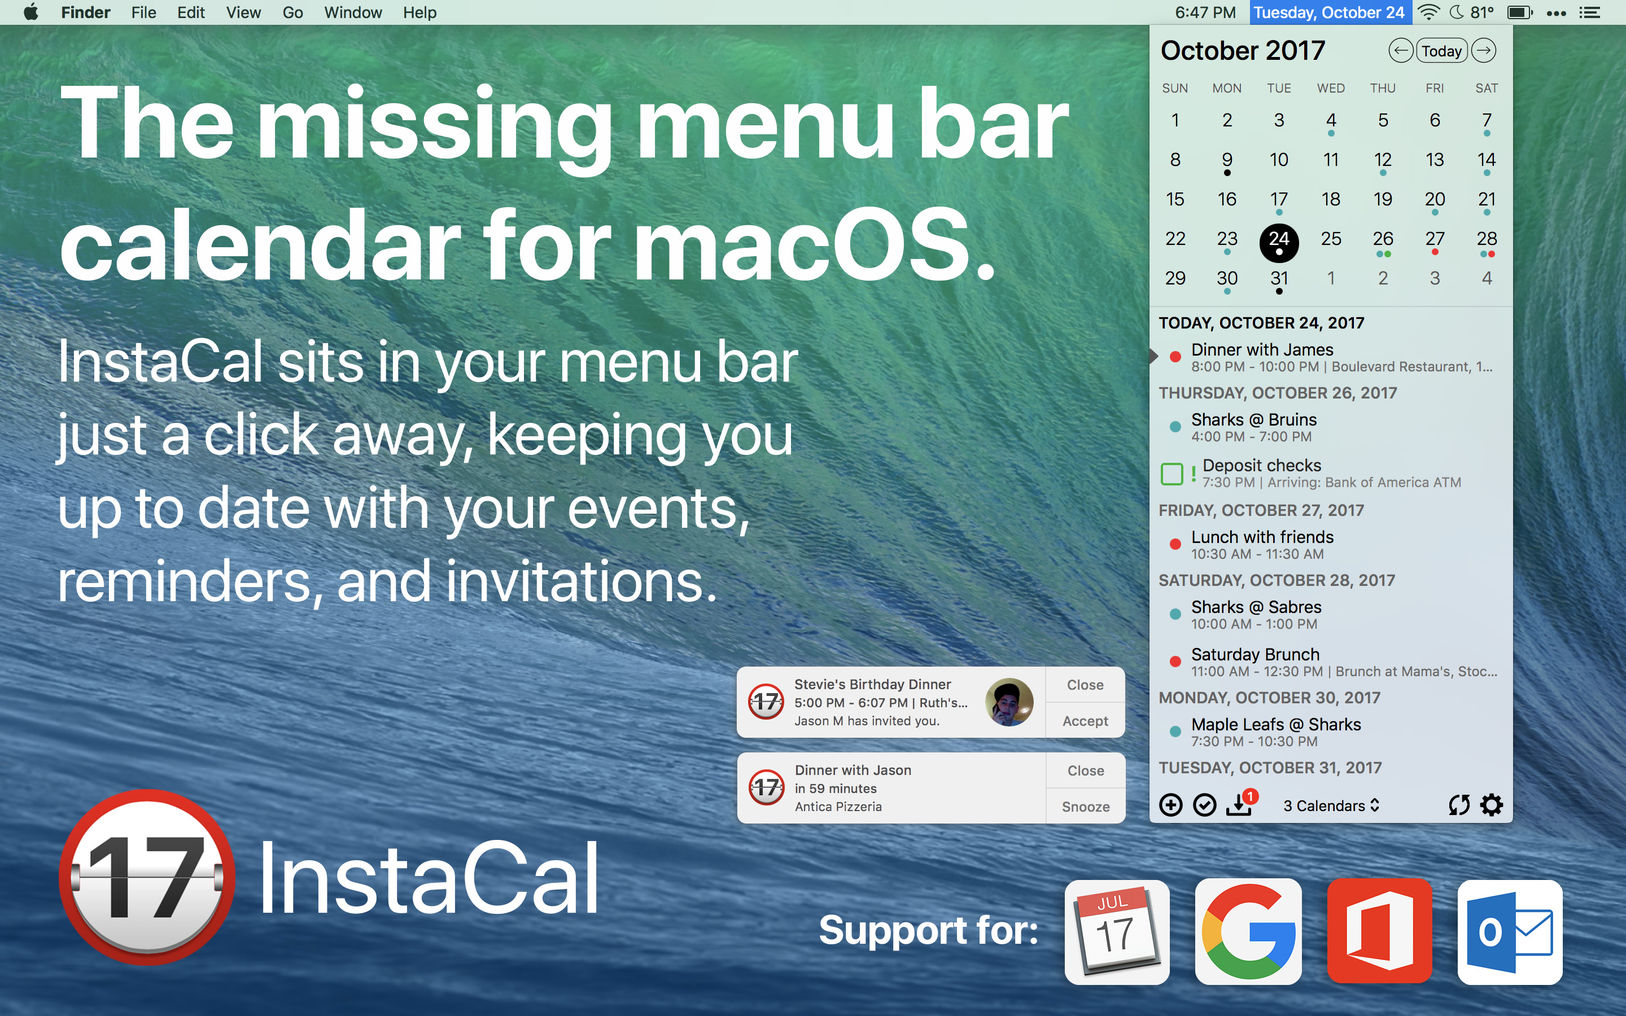 Finder File Edit View Go Window Help
6:47 PM Tuesday, October 24 81°
The missing menu bar
calendar for macOS.
InstaCal sits in your menu bar
just a click away, keeping you
up to date with your events,
reminders, and invitations.
October 2017 Today
SUN MON TUE WED THU FRI SAT
1 2 3 4 5 6 7
8 9 10 11 12 13 14
15 16 17 18 19 20 21
22 23 24 25 26 27 28
29 30 31 1 2 3 4
TODAY, OCTOBER 24, 2017
Dinner with James
8:00 PM - 10:00 PM | Boulevard Restaurant, 1...
THURSDAY, OCTOBER 26, 2017
Sharks @ Bruins
4:00 PM - 7:00 PM
! Deposit checks
7:30 PM | Arriving: Bank of America ATM
FRIDAY, OCTOBER 27, 2017
Lunch with friends
10:30 AM - 11:30 AM
SATURDAY, OCTOBER 28, 2017
Sharks @ Sabres
10:00 AM - 1:00 PM
Saturday Brunch
11:00 AM - 12:30 PM | Brunch at Mama's, Stoc...
MONDAY, OCTOBER 30, 2017
Maple Leafs @ Sharks
7:30 PM - 10:30 PM
TUESDAY, OCTOBER 31, 2017
1 3 Calendars
17
Stevie's Birthday Dinner
5:00 PM - 6:07 PM | Ruth's...
Jason M has invited you.
Close
Accept
17
Dinner with Jason
in 59 minutes
Antica Pizzeria
Close
Snooze
17 InstaCal
Support for:
JUL
17
G
O